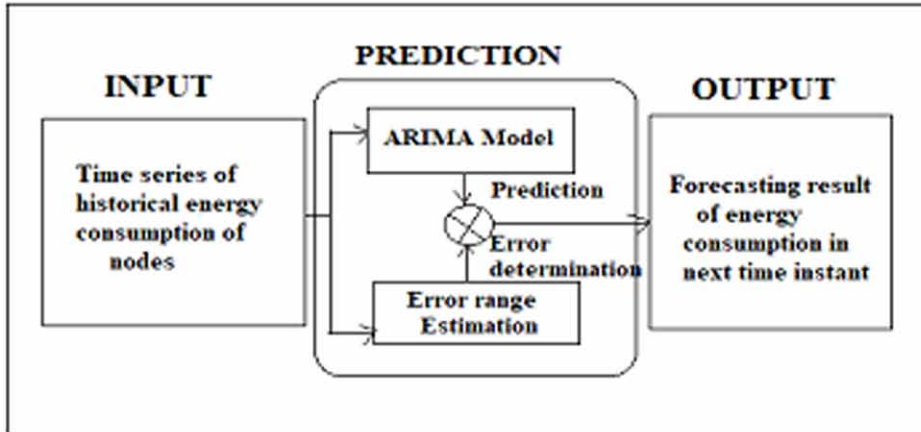 INPUT
Time series of
historical energy
consumption of
nodes
PREDICTION
ARIMA Model
Prediction
Error
determination
Error range
Estimation
OUTPUT
Forecasting result
of energy
consumption in
next time instant